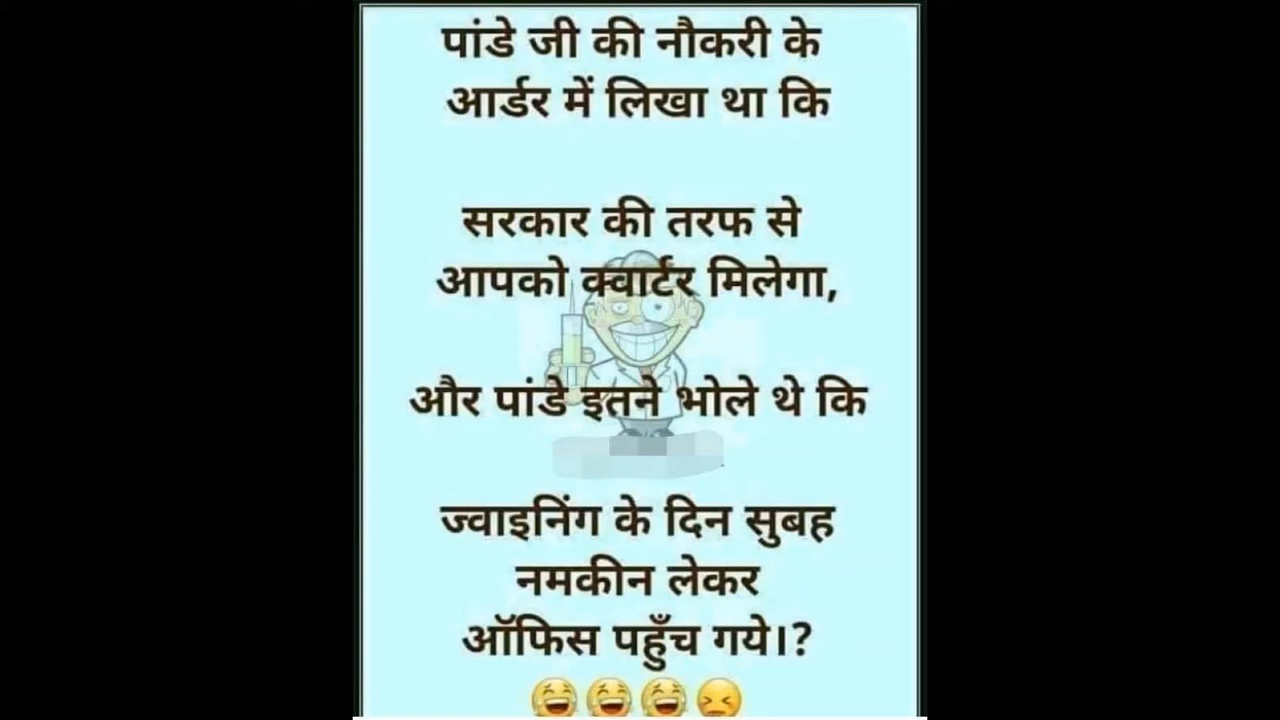 पांडे जी की नौकरी के
आर्डर में लिखा था कि
सरकार की तरफ से
आपको क्वार्टर मिलेगा,
और पांडे इतने भोले थे कि
ज्वाइनिंग के दिन सुबह
नमकीन लेकर
ऑफिस पहुँच गये।?
😂😂😂😣